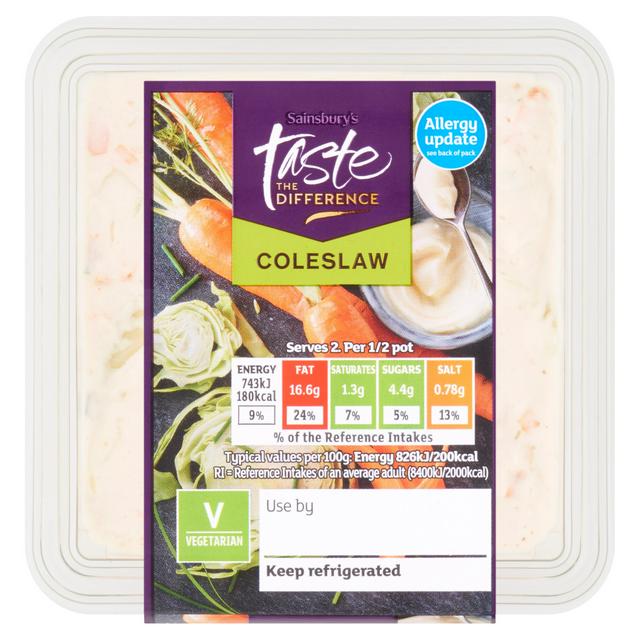 Sainsbury's
taste
THE
DIFFERENCE
COLESLAW
Allergy
update
see back of pack
Serves 2. Per 1/2 pot
ENERGY FAT SATURATES SUGARS SALT
743kJ
180kcal 16.6g 1.3g 4.4g 0.78g
9% 24% 7% 5% 13%
% of the Reference Intakes
Typical values per 100g: Energy 826kJ/200kcal
RI = Reference Intakes of an average adult (8400kJ/2000kcal)
V
VEGETARIAN
Use by
Keep refrigerated